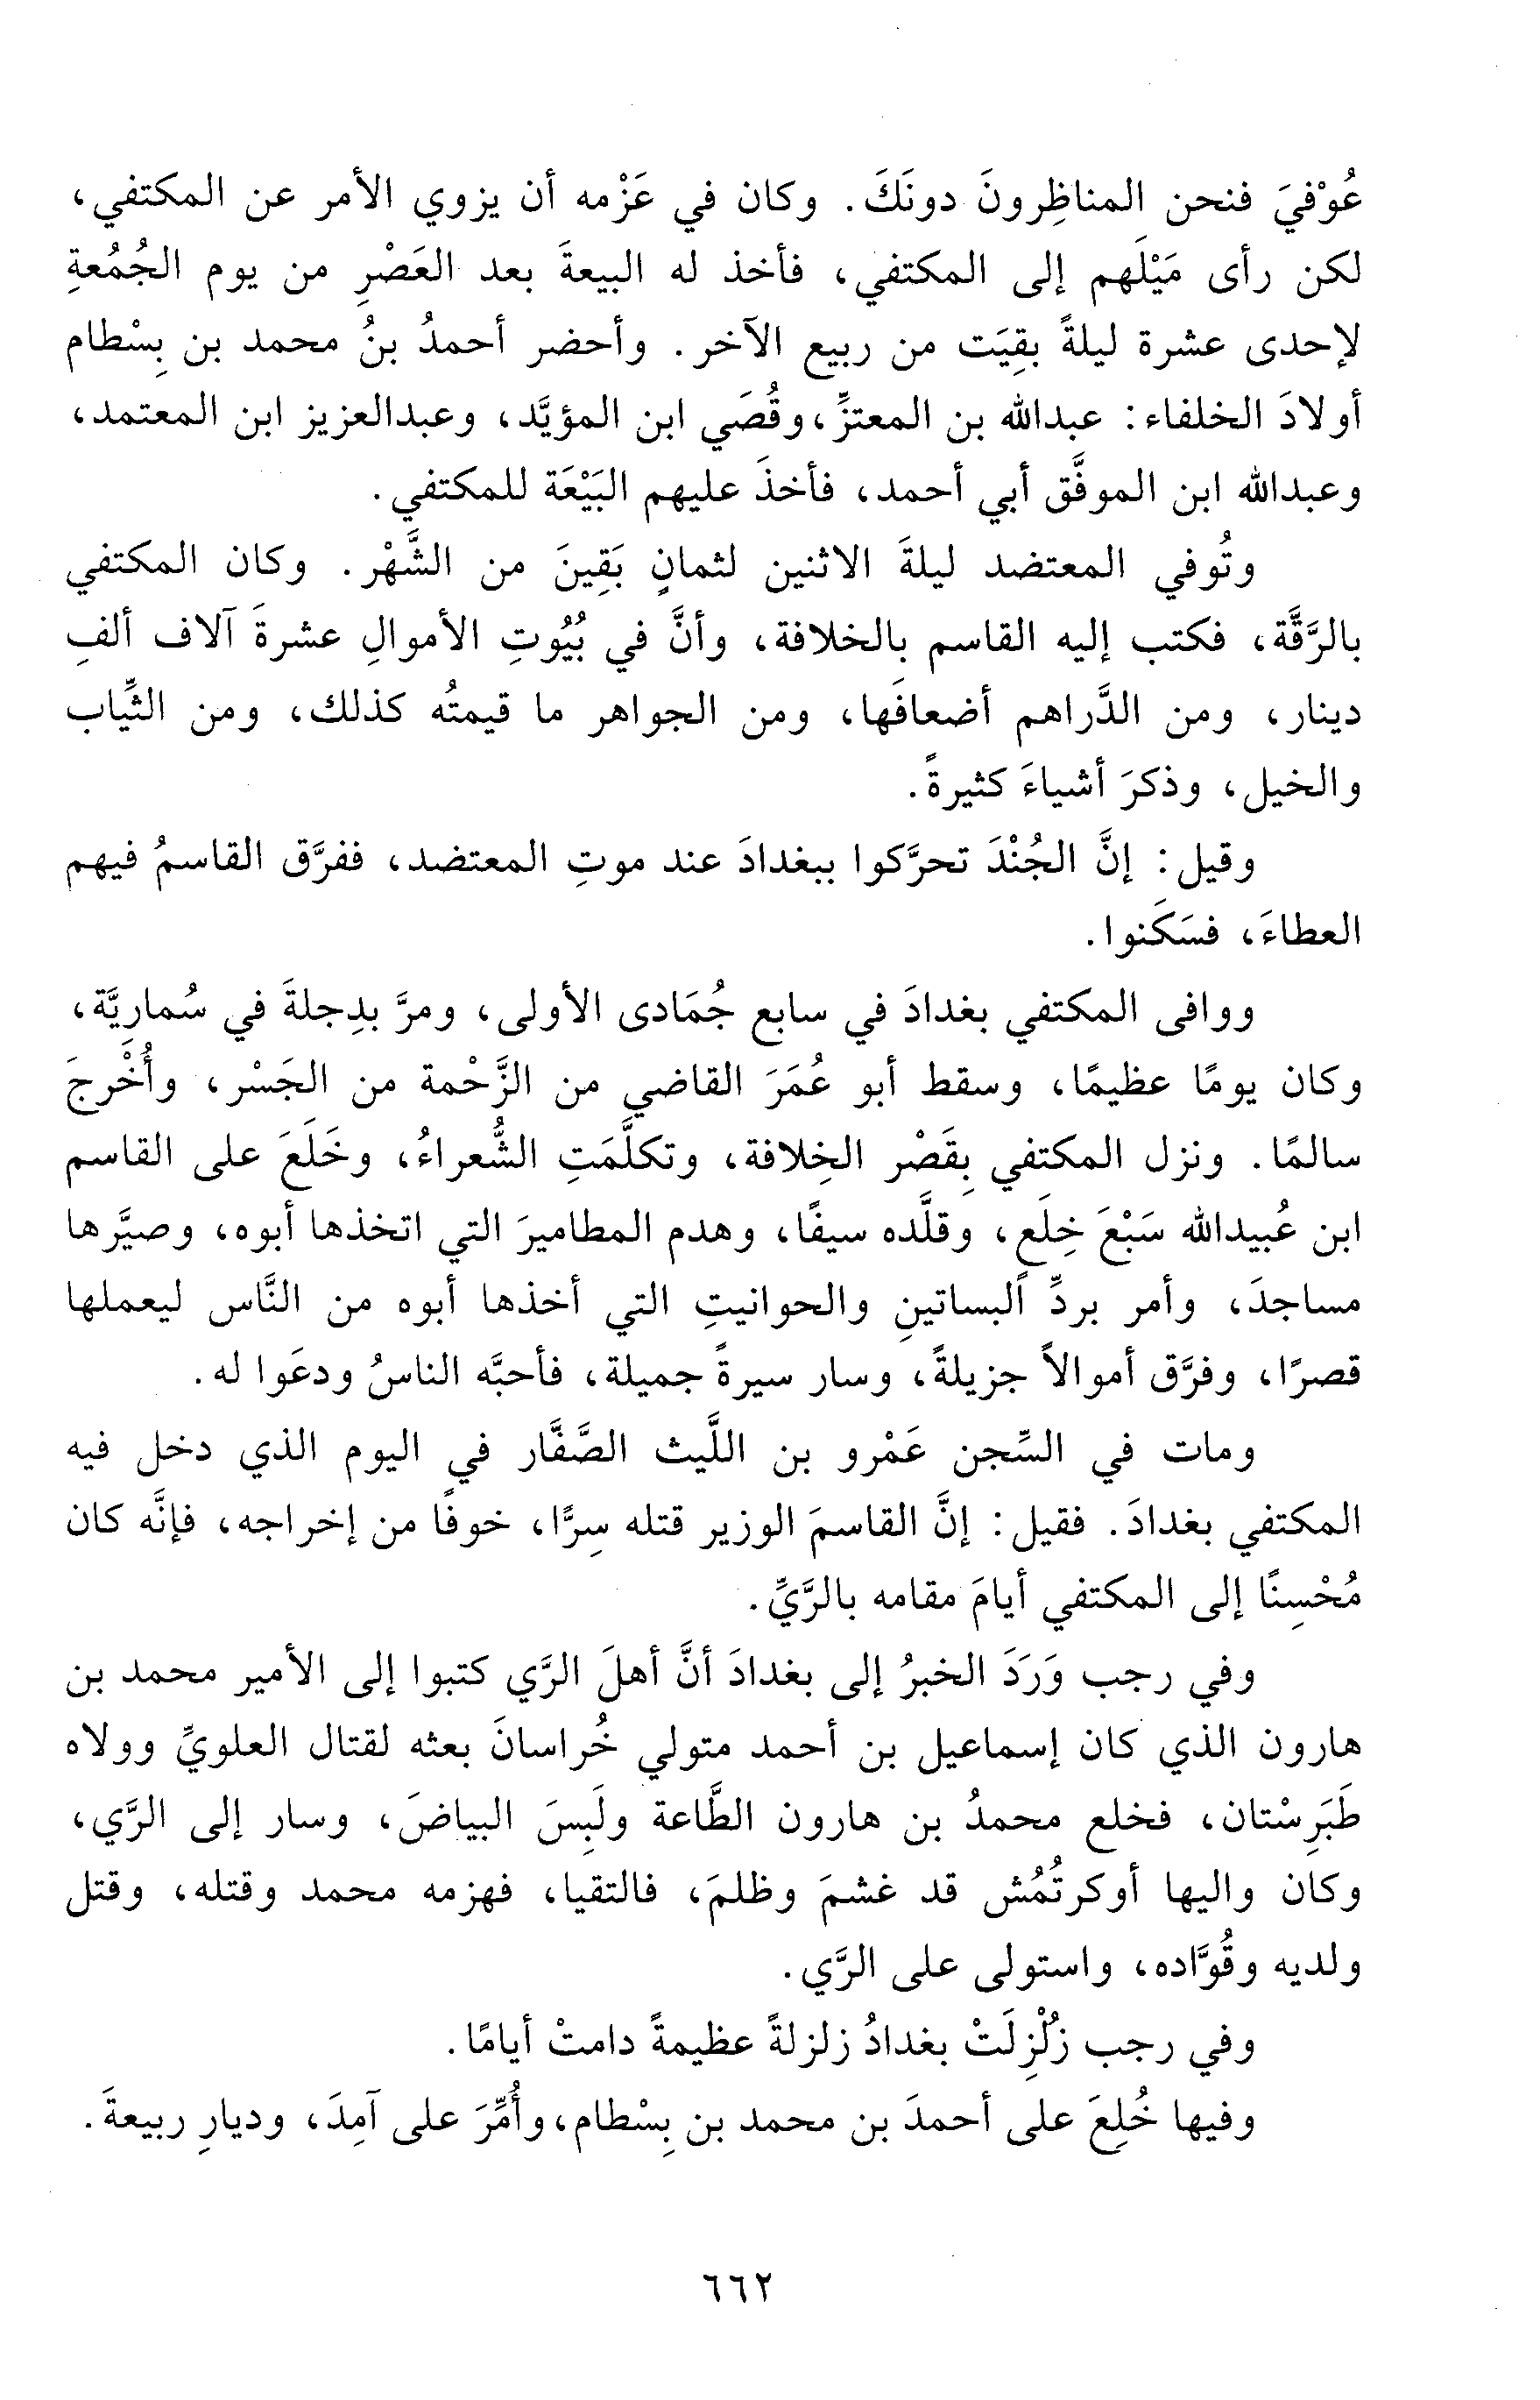 عُوْفيَ فنحن المناظِرونَ دونَكَ. وكان في عَزْمه أن يزوي الأمر عن المكتفي،
لكن رأى مَيْلَهم إلى المكتفي، فأخذ له البيعةَ بعد العَصْرِ من يوم الجُمُعةِ
لإحدى عشرة ليلةً بقِيَت من ربيع الآخر. وأحضر أحمدُ بنُ محمد بن بِسْطام
أولادَ الخلفاء: عبدالله بن المعتزِّ، وقُصَي ابن المؤيَّد، وعبدالعزيز ابن المعتمد،
وعبدالله ابن الموفَّق أبي أحمد، فأخذَ عليهم البَيْعَة للمكتفي.
وتُوفي المعتضد ليلةَ الاثنين لثمانٍ بَقِينَ من الشَّهْر. وكان المكتفي
بالرَّقَّة، فكتب إليه القاسم بالخلافة، وأنَّ في بُيُوتِ الأموالِ عشرةَ آلاف ألفِ
دينار، ومن الدَّراهم أضعافَها، ومن الجواهر ما قيمتُه كذلك، ومن الثِّياب
والخيل، وذكرَ أشياءَ كثيرةً.
وقيل: إنَّ الجُنْدَ تحرَّكوا ببغدادَ عند موتِ المعتضد، ففرَّق القاسمُ فيهم
العطاءَ، فسَكَنوا.
ووافى المكتفي بغدادَ في سابع جُمَادى الأولى، ومرَّ بدِجلةَ في سُمارِيَّة،
وكان يومًا عظيمًا، وسقط أبو عُمَرَ القاضي من الزَّحْمة من الجَسْر، وأُخْرِجَ
سالمًا. ونزل المكتفي بِقَصْر الخِلافة، وتكلَّمَتِ الشُّعراءُ، وخَلَعَ على القاسم
ابن عُبيدالله سَبْعَ خِلَع، وقلَّده سيفًا، وهدم المطاميرَ التي اتخذها أبوه، وصيَّرها
مساجدَ، وأمر بردِّ البساتينِ والحوانيتِ التي أخذها أبوه من النَّاس ليعملها
قصرًا، وفرَّق أموالاً جزيلةً، وسار سيرةً جميلة، فأحبَّه الناسُ ودعَوا له.
ومات في السِّجن عَمْرو بن اللَّيث الصَّفَّار في اليوم الذي دخل فيه
المكتفي بغدادَ. فقيل: إنَّ القاسمَ الوزير قتله سِرًّا، خوفًا من إخراجه، فإنَّه كان
مُحْسِنًا إلى المكتفي أيامَ مقامه بالرَّيِّ.
وفي رجب وَرَدَ الخبرُ إلى بغدادَ أنَّ أهلَ الرَّي كتبوا إلى الأمير محمد بن
هارون الذي كان إسماعيل بن أحمد متولي خُراسانَ بعثه لقتال العلويِّ وولاه
طَبَرِسْتان، فخلع محمدُ بن هارون الطَّاعة ولَبِسَ البياضَ، وسار إلى الرَّي،
وكان واليها أوكرتُمُش قد غشمَ وظلمَ، فالتقيا، فهزمه محمد وقتله، وقتل
ولديه وقُوَّاده، واستولى على الرَّي.
وفي رجب زُلْزِلَتْ بغدادُ زلزلةً عظيمةً دامتْ أيامًا.
وفيها خُلِعَ على أحمدَ بن محمد بن بِسْطام، وأُمِّرَ على آمِدَ، وديارِ ربيعةَ.
٦٦٢